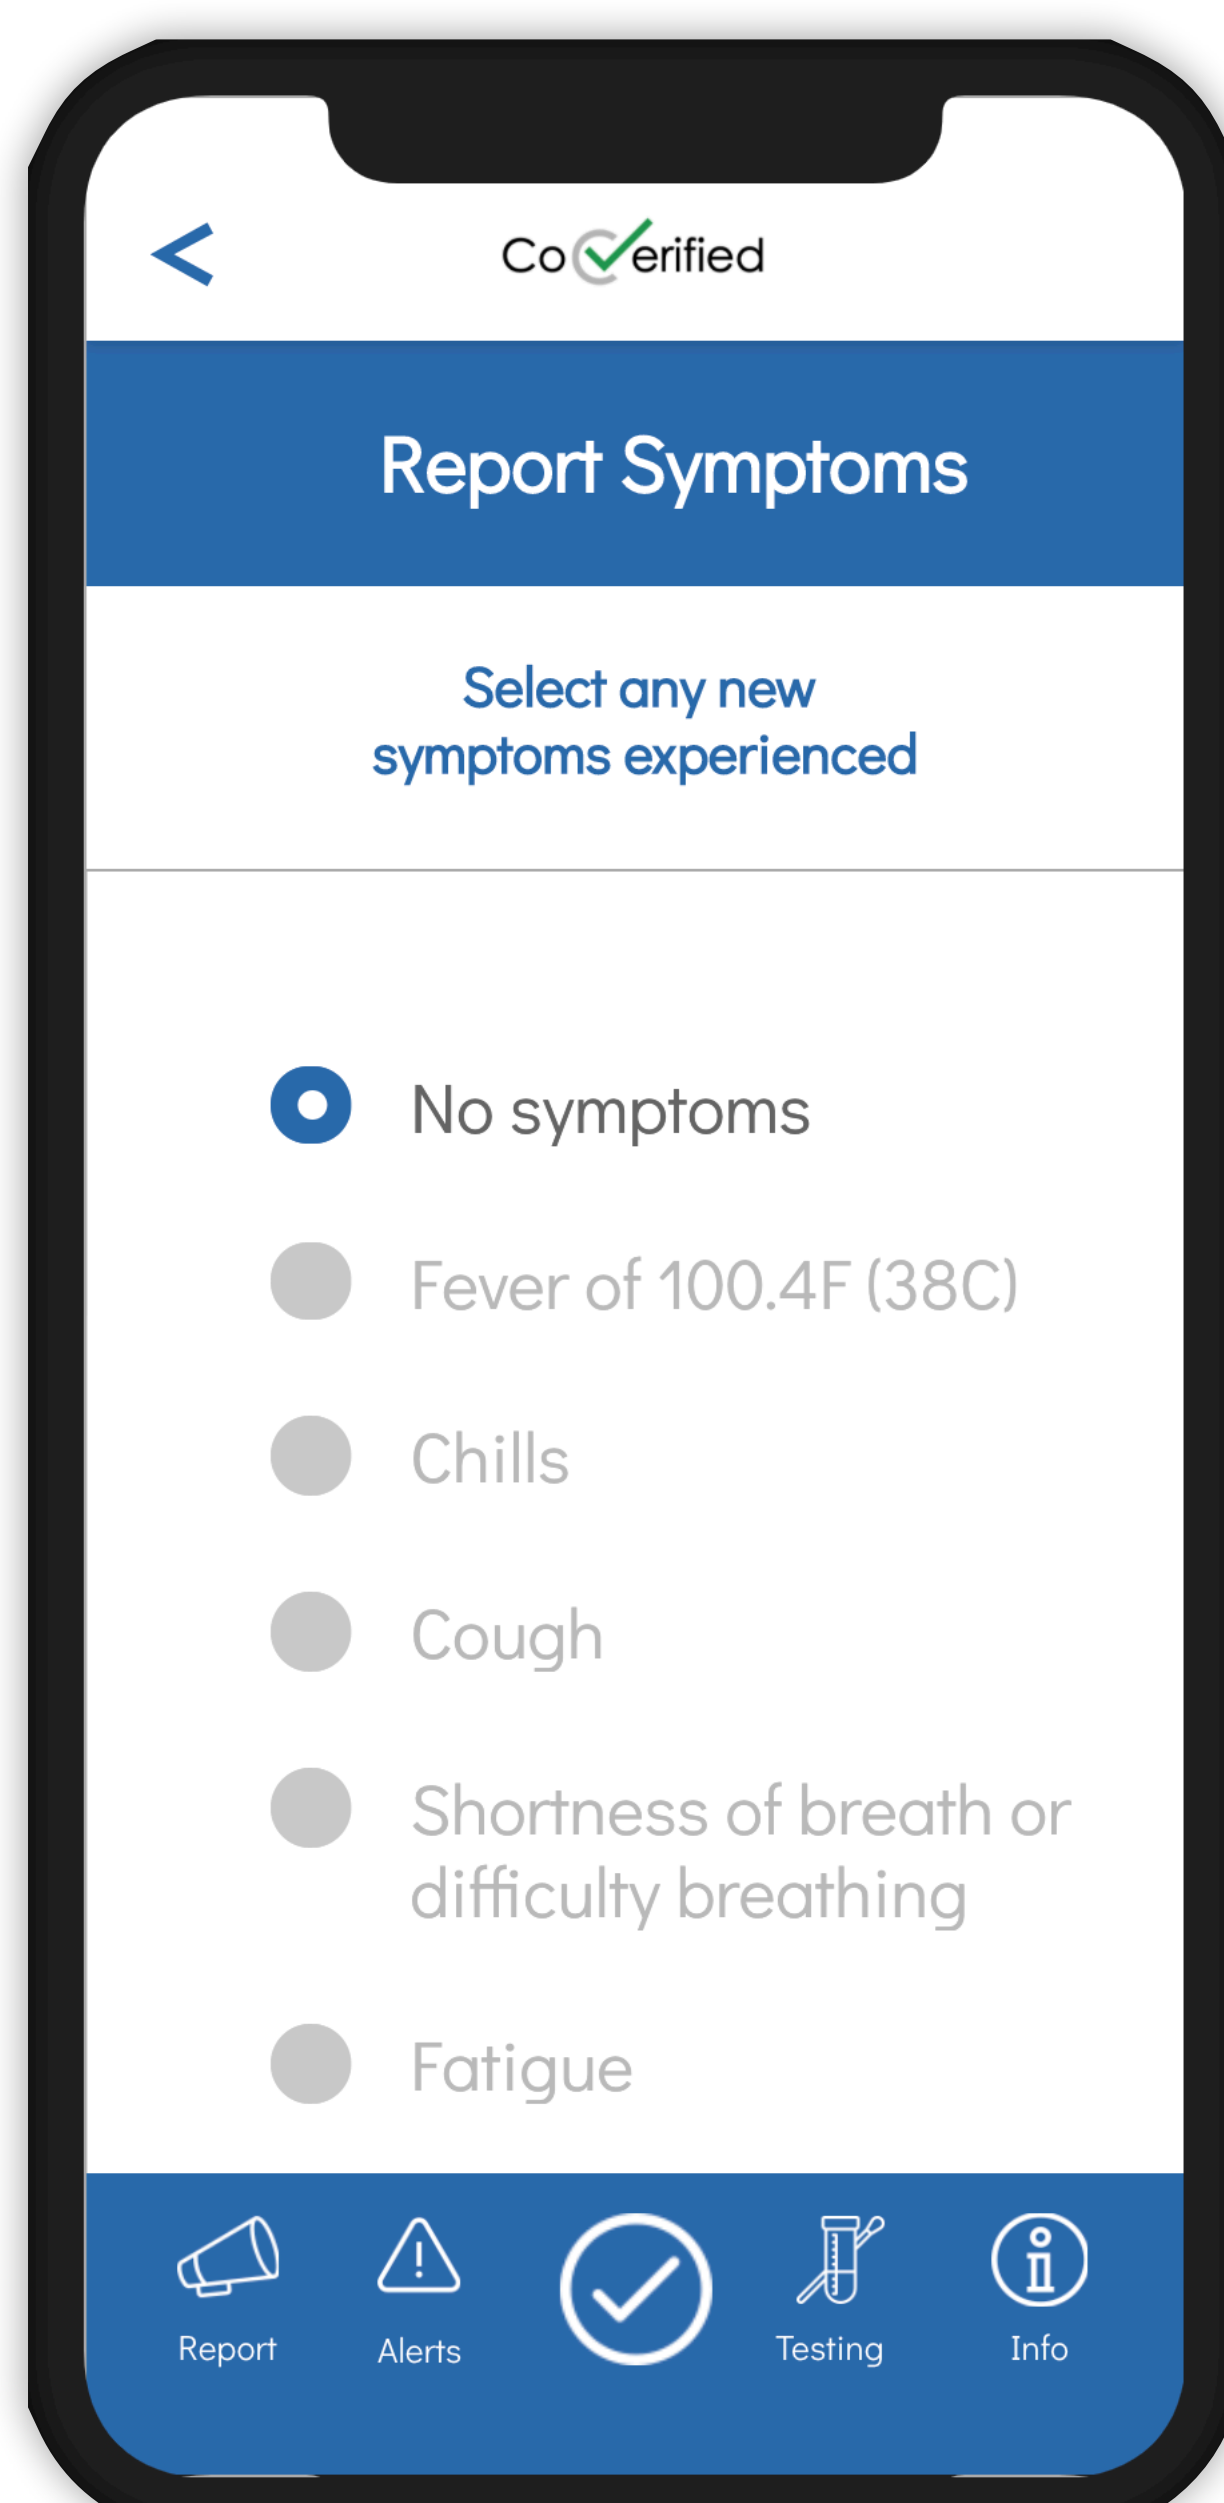 CoVerified
Report Symptoms
Select any new
symptoms experienced
No symptoms
Fever of 100.4F (38C)
Chills
Cough
Shortness of breath or
difficulty breathing
Fatigue
Report
Alerts
Testing
Info